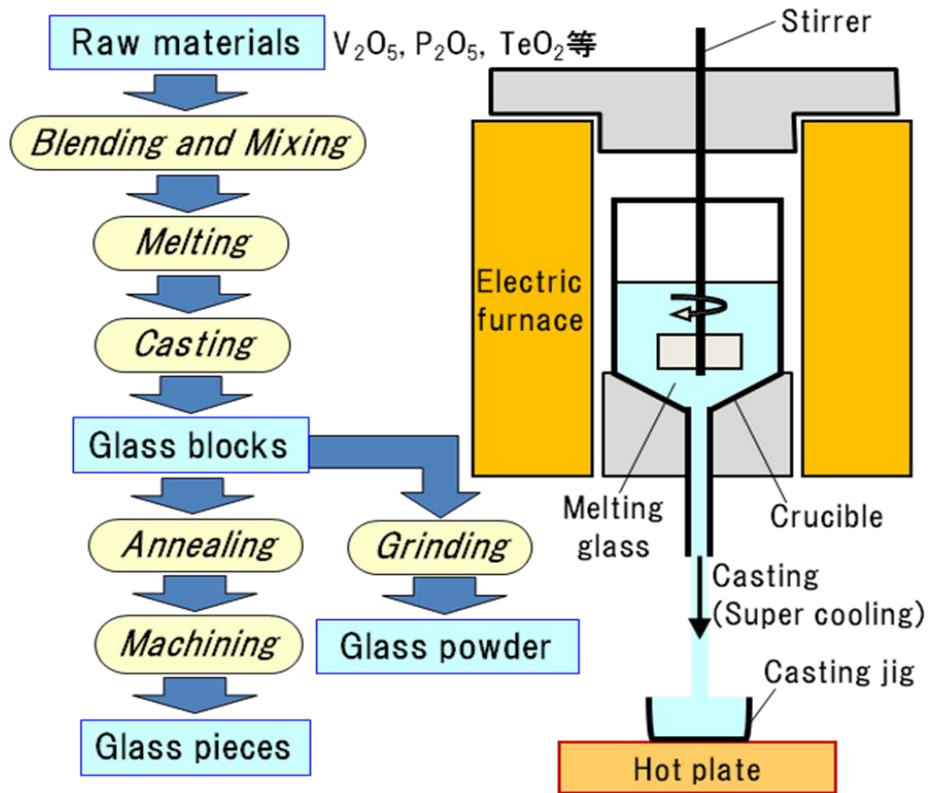 Raw materials V₂O₅, P₂O₅, TeO₂等
Blending and Mixing
Melting
Casting
Glass blocks
Annealing
Grinding
Machining
Glass powder
Glass pieces
Stirrer
Electric
furnace
Melting
glass
Crucible
Casting
(Super cooling)
Casting jig
Hot plate